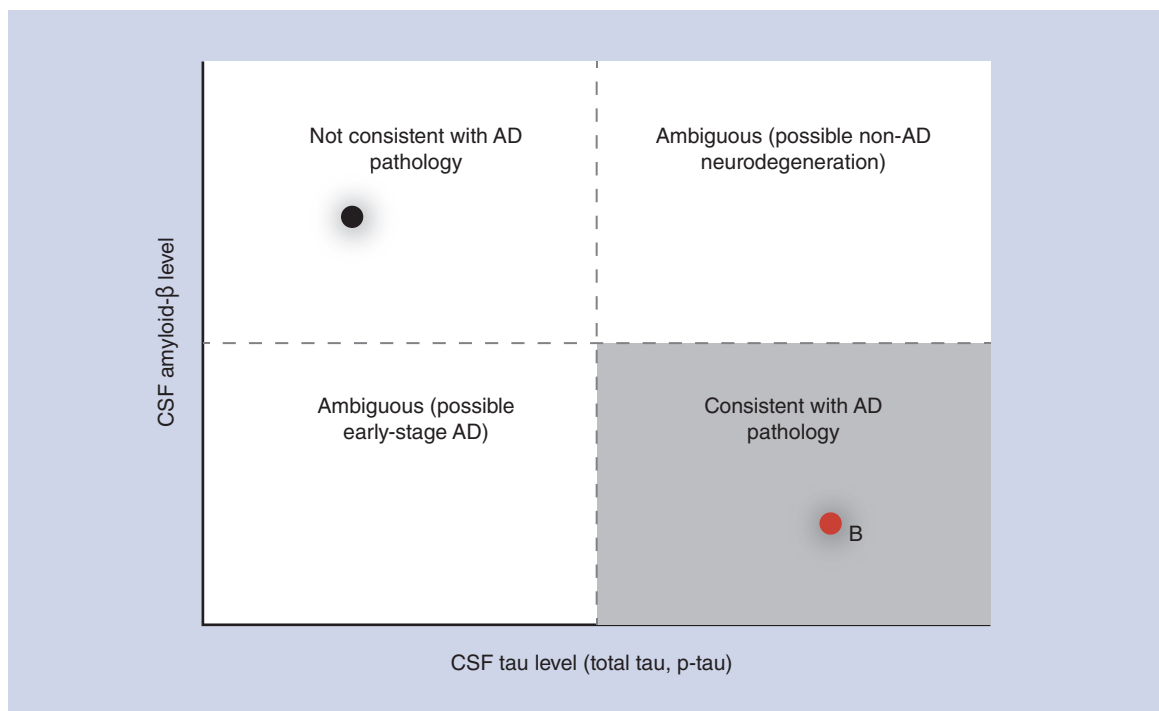 Not consistent with AD
pathology
Ambiguous (possible non-AD
neurodegeneration)
CSF amyloid-β level
Ambiguous (possible
early-stage AD)
Consistent with AD
pathology
B
CSF tau level (total tau, p-tau)